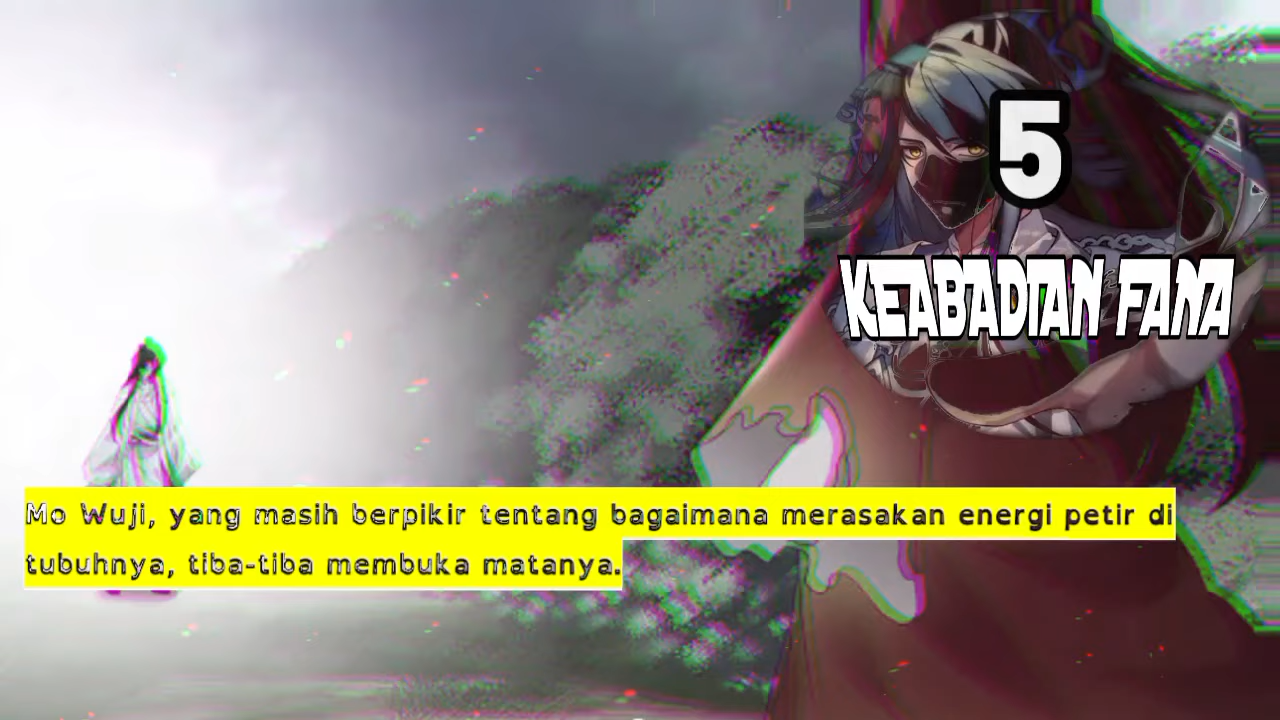 5
KEABADIAN FANA
Mo Wuji, yang masih berpikir tentang bagaimana merasakan energi petir di
tubuhnya, tiba-tiba membuka matanya.